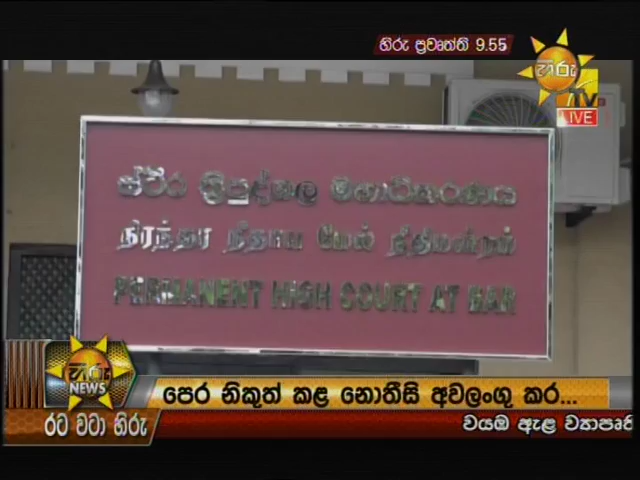 හිරු ප්‍රවෘත්ති 9.55
හිරු
TV
LIVE
ස්ථිර ත්‍රිපුද්ගල මහාධිකරණය
நிரந்தர நீதாய மேல் நீதிமன்றம்
PERMANENT HIGH COURT AT BAR
හිරු
NEWS
පෙර නිකුත් කළ නොතීසි අවලංගු කර...
රට වටා හිරු
වයඹ ඇළ ව්‍යාපෘති